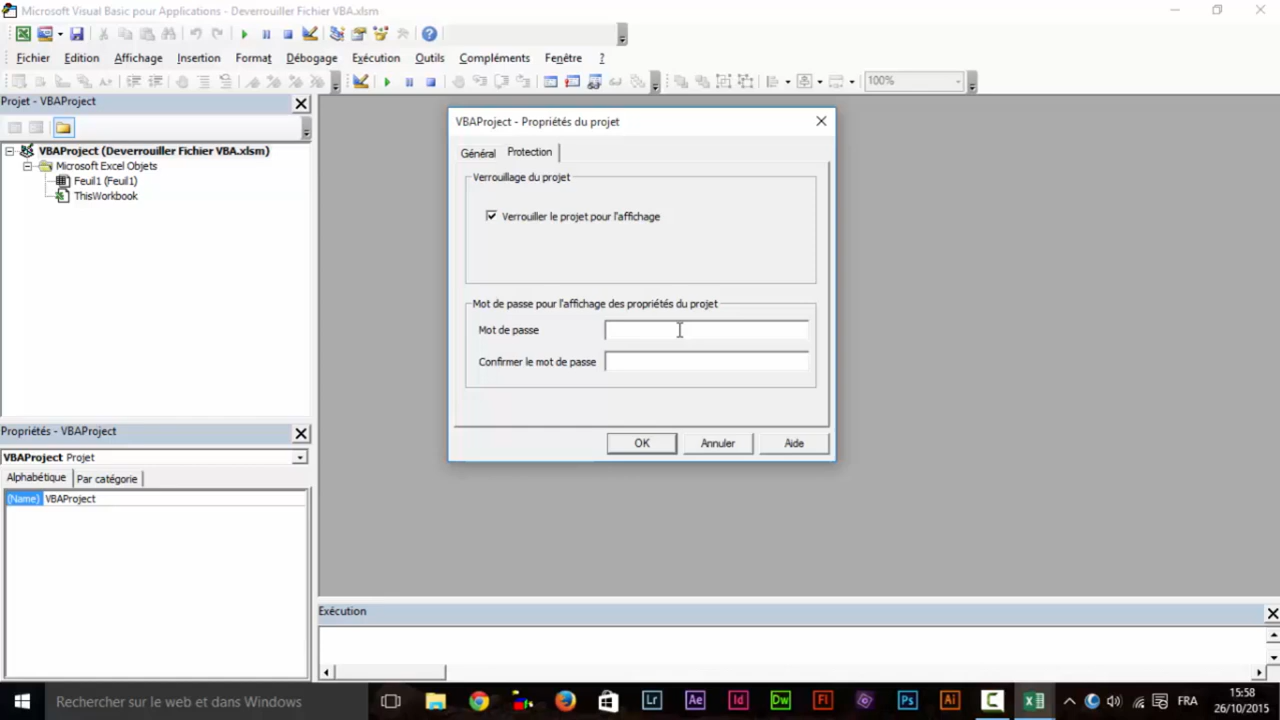 Microsoft Visual Basic pour Applications - Deverrouiller Fichier VBA.xlsm
Fichier Edition Affichage Insertion Format Débogage Exécution Outils Compléments Fenêtre ?
100%
Projet - VBAProject
VBAProject (Deverrouiller Fichier VBA.xlsm)
Microsoft Excel Objets
Feuil1 (Feuil1)
ThisWorkbook
Propriétés - VBAProject
VBAProject Projet
Alphabétique Par catégorie
(Name) VBAProject
VBAProject - Propriétés du projet
Général Protection
Verrouillage du projet
Verrouiller le projet pour l'affichage
Mot de passe pour l'affichage des propriétés du projet
Mot de passe
Confirmer le mot de passe
OK Annuler Aide
Exécution
Rechercher sur le web et dans Windows
Lr Ae Id Dw Fl Ps Ai C
FRA
15:58
26/10/2015